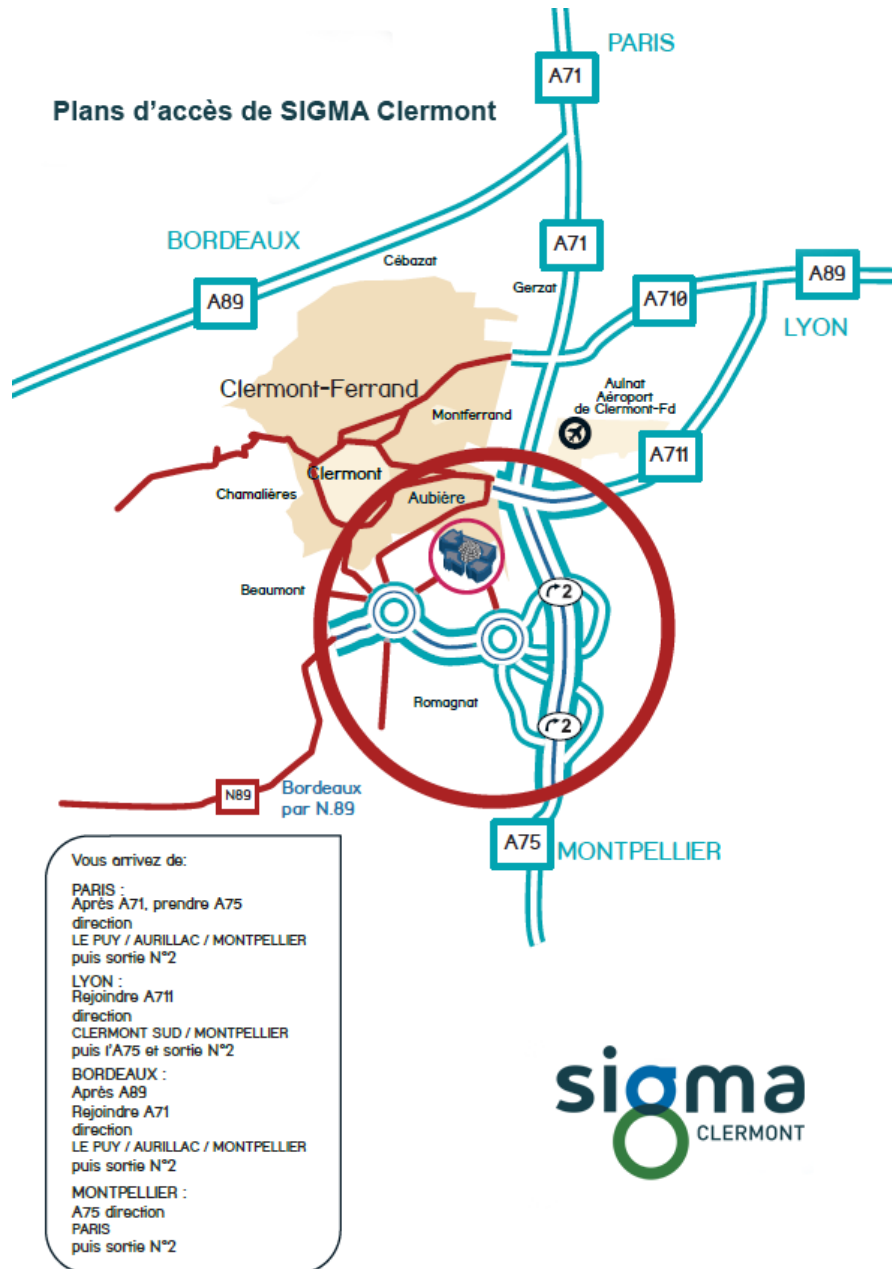 PARIS
A71
Plans d'accès de SIGMA Clermont
BORDEAUX
A71
Cébazat
A89
Gerzat
A710
A89
LYON
Clermont-Ferrand
Montferrand
Aulnat
Aéroport
de Clermont-Fd
A711
Clermont
Chamalières
Aubière
Beaumont
2
Romagnat
2
N89
Bordeaux
par N.89
A75
MONTPELLIER
Vous arrivez de:
PARIS :
Après A71, prendre A75
direction
LE PUY / AURILLAC / MONTPELLIER
puis sortie N°2
LYON :
Rejoindre A711
direction
CLERMONT SUD / MONTPELLIER
puis l'A75 et sortie N°2
BORDEAUX :
Après A89
Rejoindre A71
direction
LE PUY / AURILLAC / MONTPELLIER
puis sortie N°2
MONTPELLIER :
A75 direction
PARIS
puis sortie N°2
sigma
CLERMONT